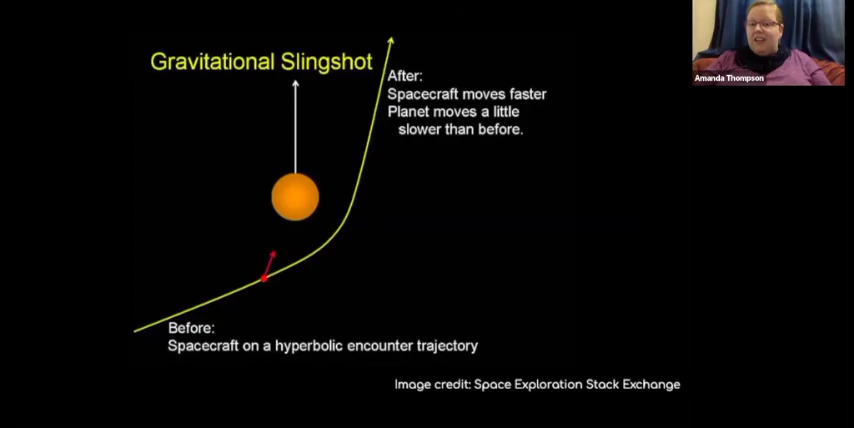 Gravitational Slingshot
After:
Spacecraft moves faster
Planet moves a little
slower than before.
Before:
Spacecraft on a hyperbolic encounter trajectory
Image credit: Space Exploration Stack Exchange
Amanda Thompson